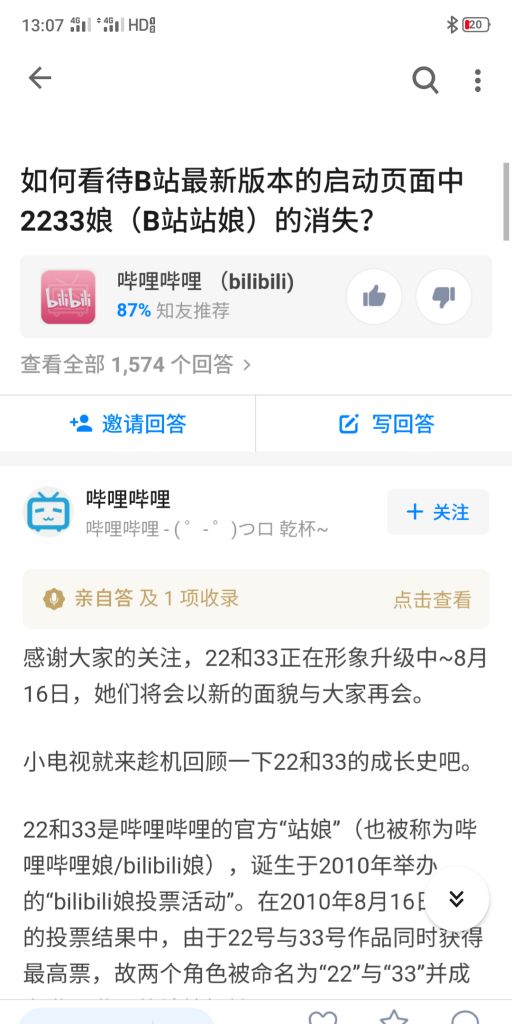 13:07 4G 4G HD 20
如何看待B站最新版本的启动页面中
2233娘（B站站娘）的消失？
bilibili
哔哩哔哩 （bilibili）
87% 知友推荐
查看全部 1,574 个回答 >
邀请回答
写回答
哔哩哔哩
哔哩哔哩 - ( ゜- ゜)つロ 乾杯~
+ 关注
亲自答 及 1 项收录
点击查看
感谢大家的关注，22和33正在形象升级中~8月
16日，她们将会以新的面貌与大家再会。
小电视就来趁机回顾一下22和33的成长史吧。
22和33是哔哩哔哩的官方“站娘”（也被称为哔
哩哔哩娘/bilibili娘），诞生于2010年举办
的“bilibili娘投票活动”。在2010年8月16日
的投票结果中，由于22号与33号作品同时获得
最高票，故两个角色被命名为“22”与“33”并成